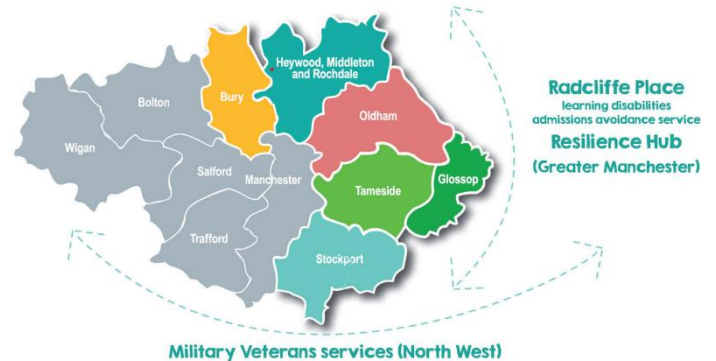 Heywood, Middleton
and Rochdale
Bolton
Bury
Oldham
Wigan
Salford
Manchester
Tameside
Glossop
Trafford
Stockport
Radcliffe Place
learning disabilities
admissions avoidance service
Resilience Hub
(Greater Manchester)
Military Veterans services (North West)